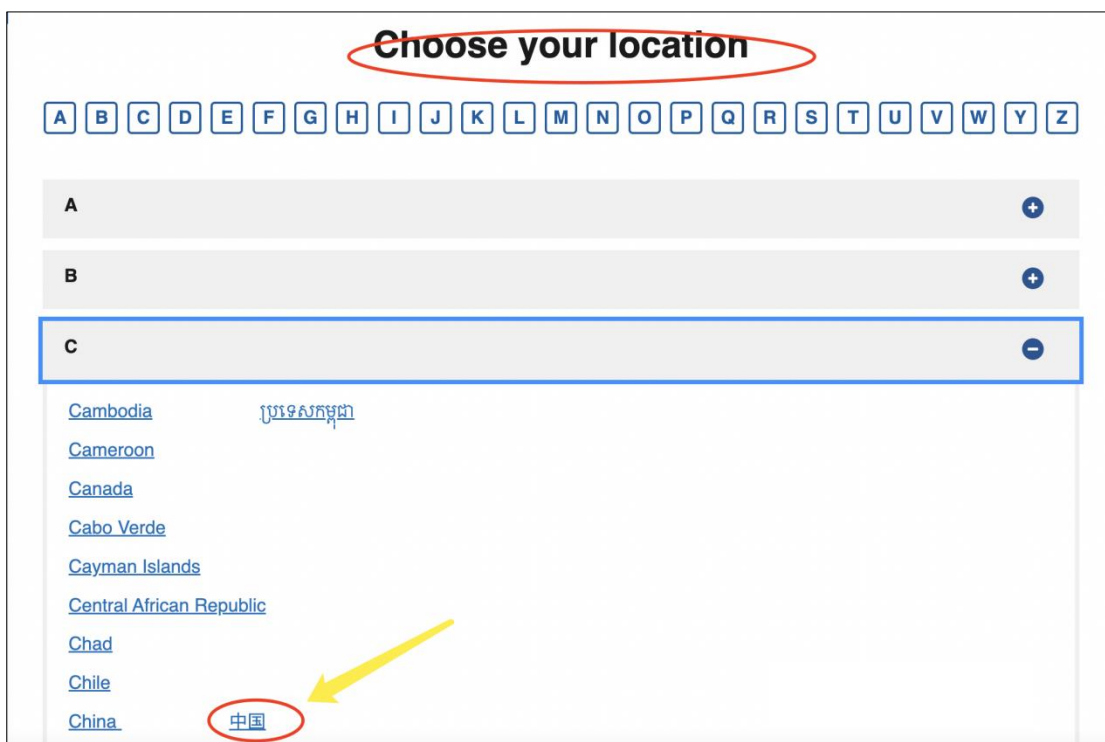 Choose your location
A B C D E F G H I J K L M N O P Q R S T U V W Y Z
A
B
C
Cambodia ប្រទេសកម្ពុជា
Cameroon
Canada
Cabo Verde
Cayman Islands
Central African Republic
Chad
Chile
China 中国